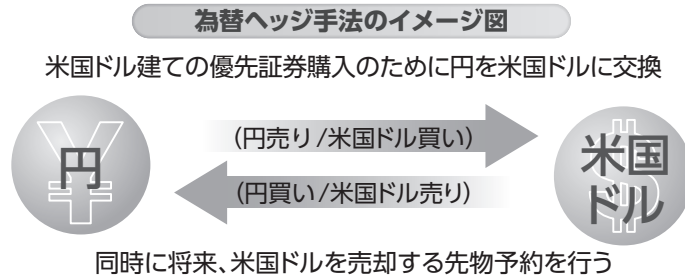 為替ヘッジ手法のイメージ図
米国ドル建ての優先証券購入のために円を米国ドルに交換
(円売り/米国ドル買い)
¥
円
$
米国
ドル
(円買い/米国ドル売り)
同時に将来、米国ドルを売却する先物予約を行う